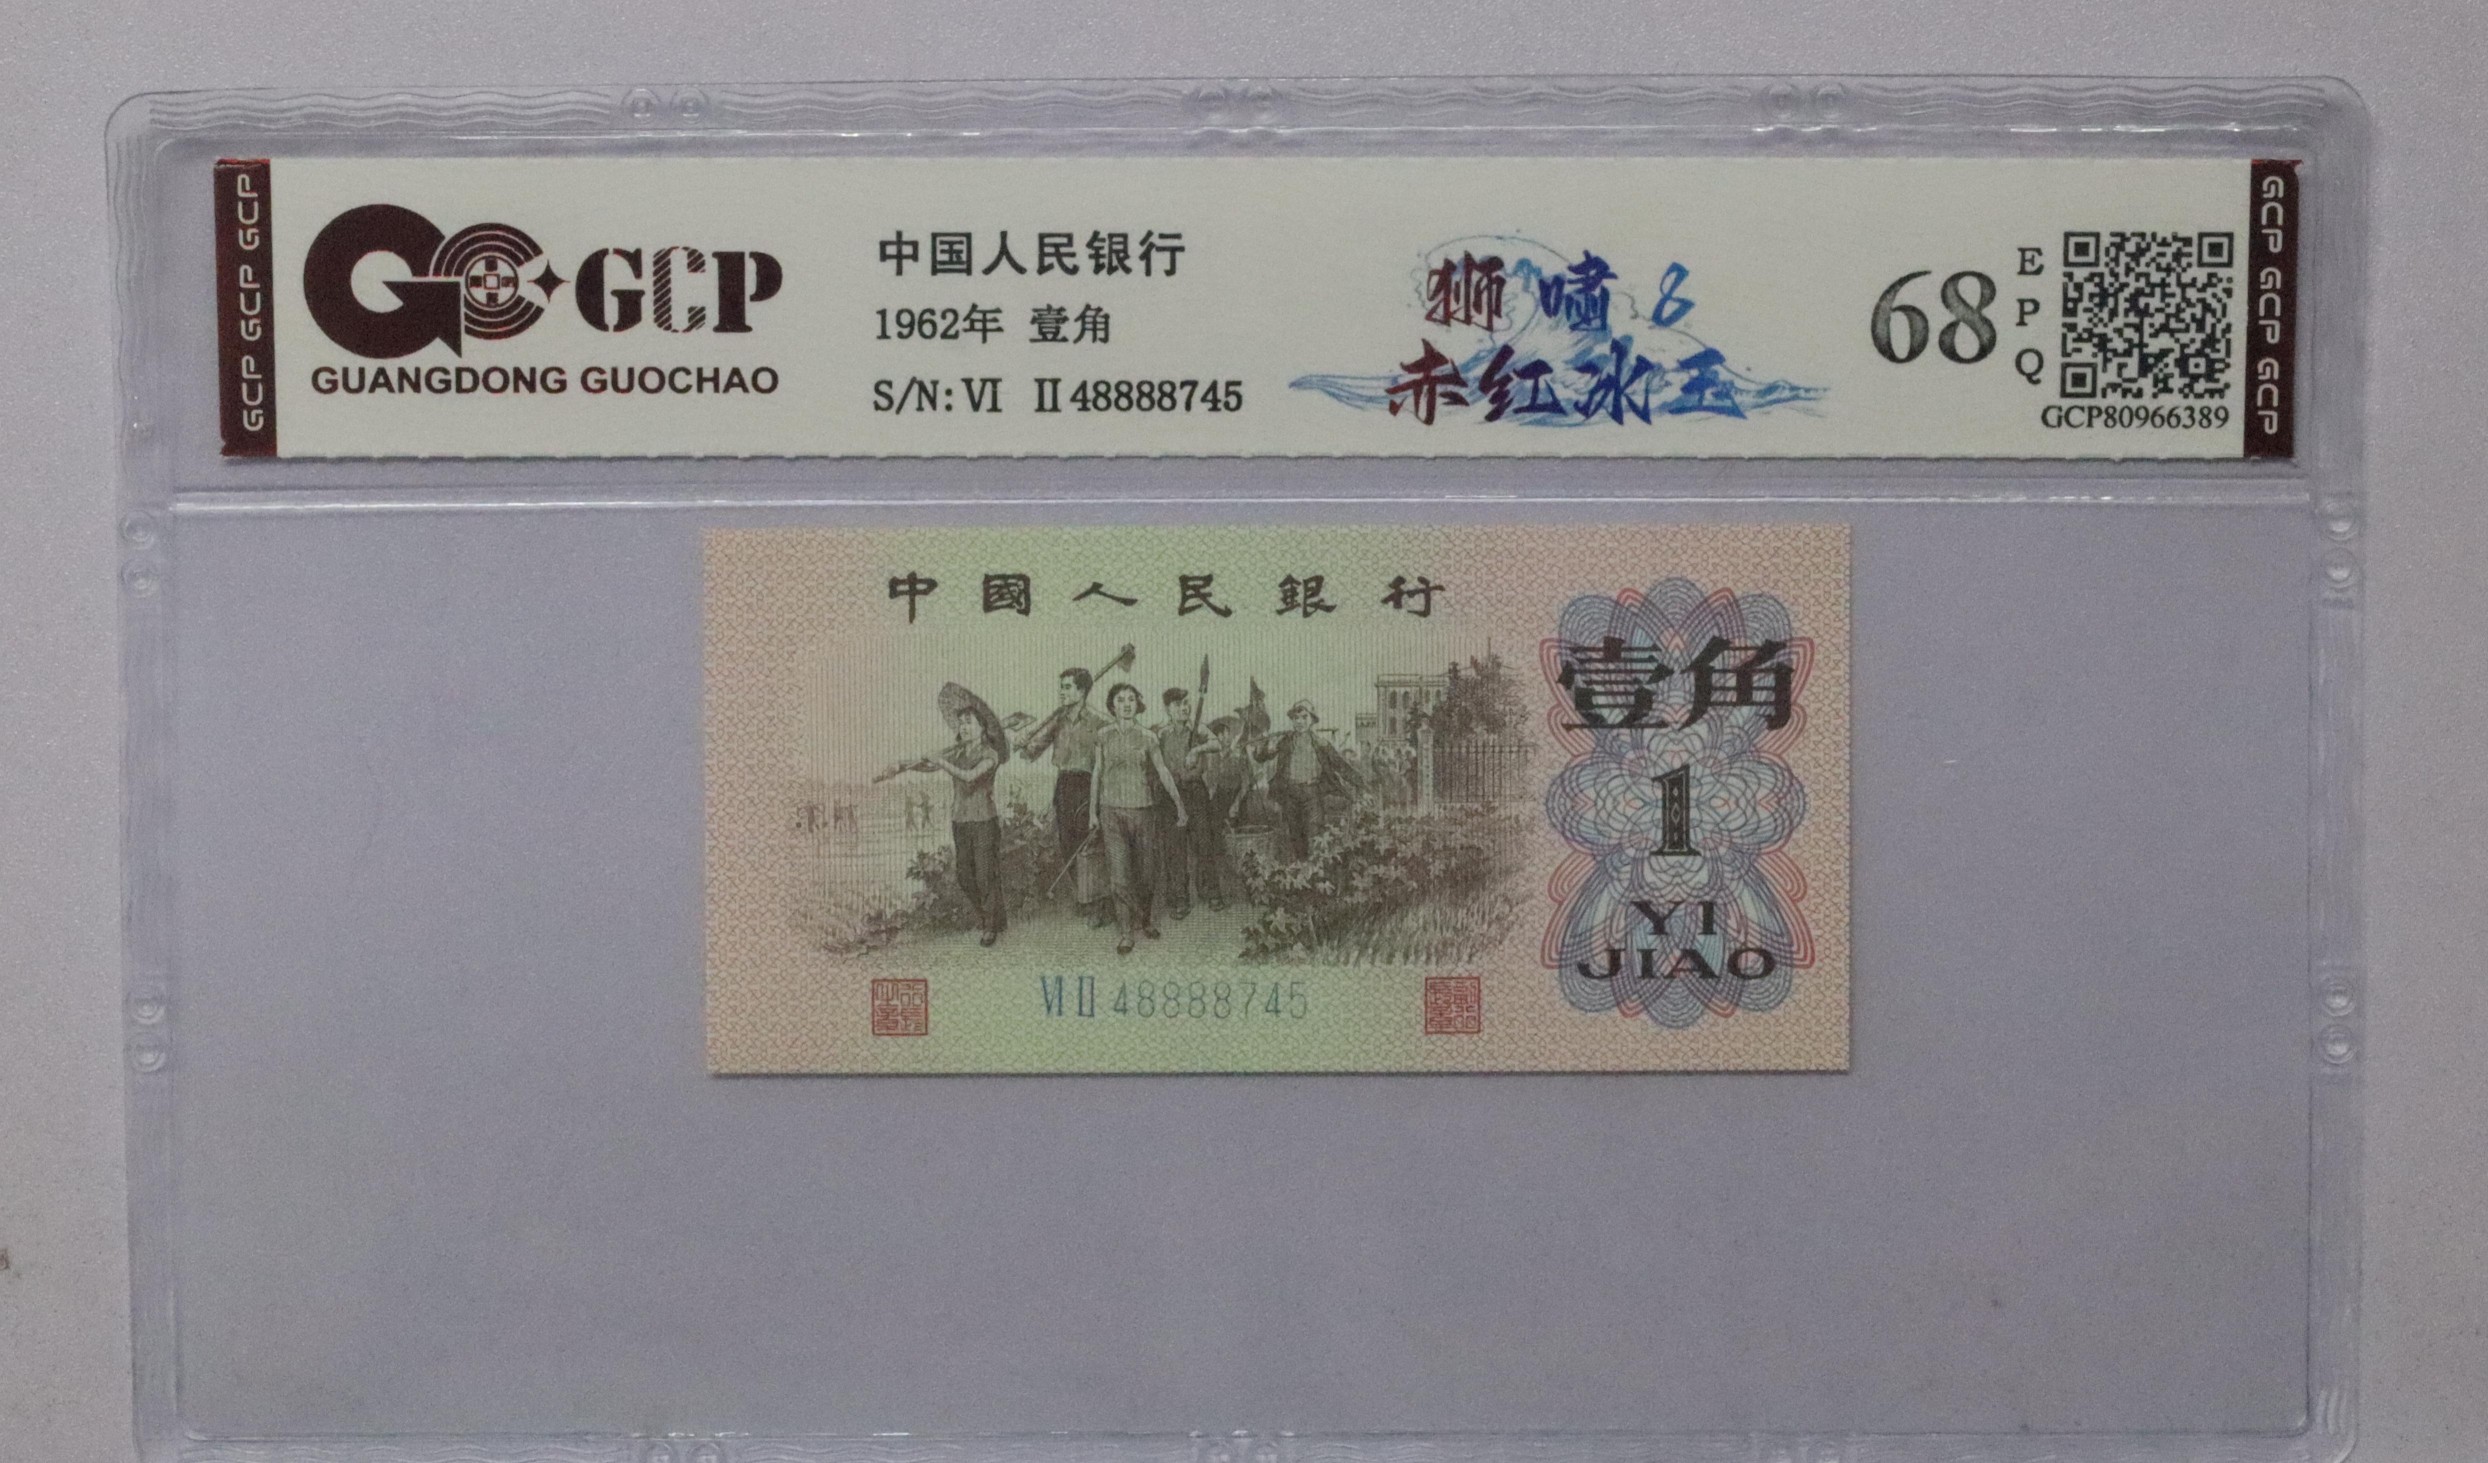 GCP GCP GCP
GCP
GUANGDONG GUOCHAO
中国人民银行
1962年 壹角
S/N: VI II 48888745
狮啸8
赤红冰玉
68
EPQ
GCP80966389
GCP GCP GCP
中國人民銀行
壹角
1
YI
JIAO
VI II 48888745